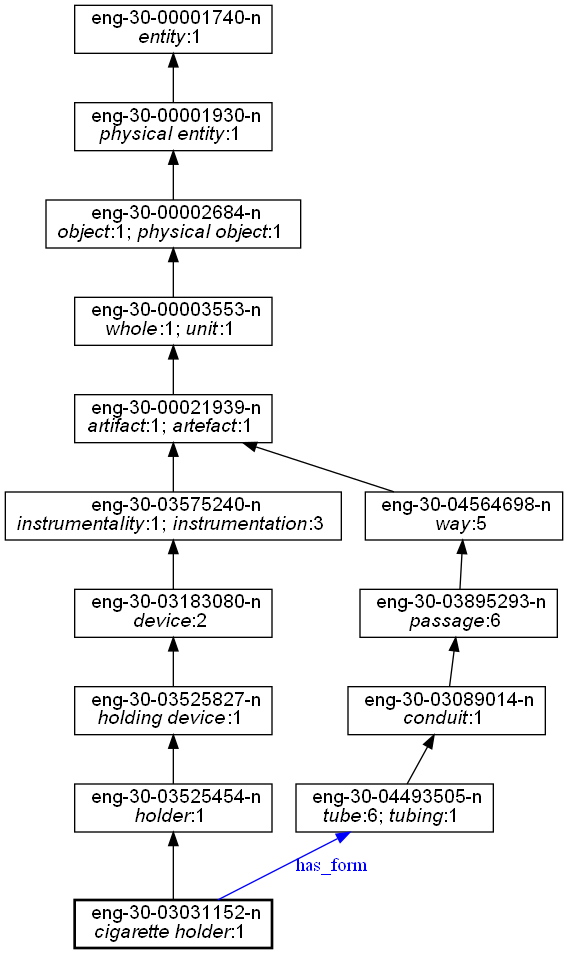 eng-30-00001740-n
entity:1
eng-30-00001930-n
physical entity:1
eng-30-00002684-n
object:1; physical object:1
eng-30-00003553-n
whole:1; unit:1
eng-30-00021939-n
artifact:1; artefact:1
eng-30-03575240-n
instrumentality:1; instrumentation:3
eng-30-04564698-n
way:5
eng-30-03183080-n
device:2
eng-30-03895293-n
passage:6
eng-30-03525827-n
holding device:1
eng-30-03089014-n
conduit:1
eng-30-03525454-n
holder:1
eng-30-04493505-n
tube:6; tubing:1
has_form
eng-30-03031152-n
cigarette holder:1